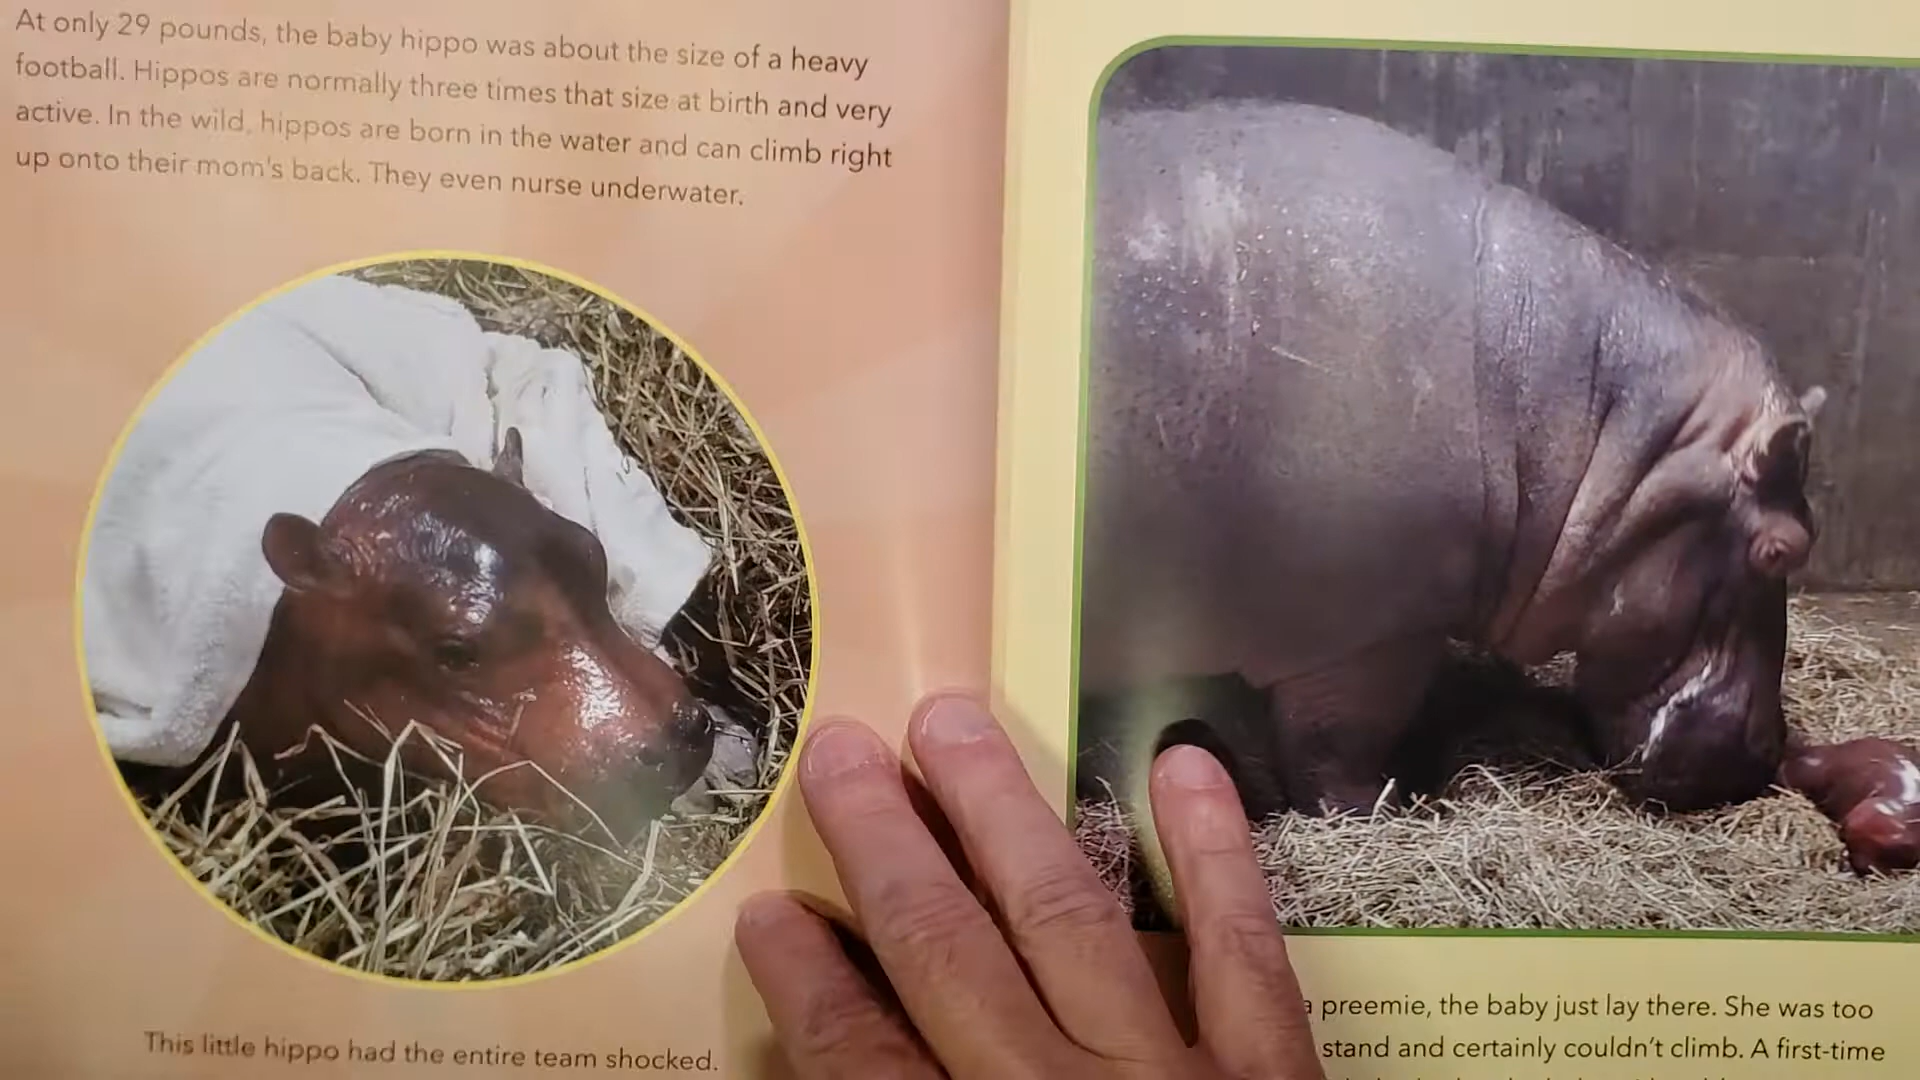 At only 29 pounds, the baby hippo was about the size of a heavy
football. Hippos are normally three times that size at birth and very
active. In the wild, hippos are born in the water and can climb right
up onto their mom's back. They even nurse underwater.
This little hippo had the entire team shocked.
a preemie, the baby just lay there. She was too
stand and certainly couldn't climb. A first-time